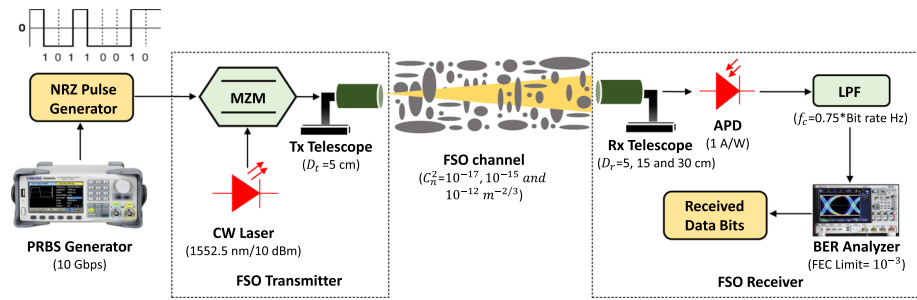 0
1 0 1 1 0 0 1 0
NRZ Pulse
Generator
PRBS Generator
(10 Gbps)
MZM
CW Laser
(1552.5 nm/10 dBm)
Tx Telescope
(D_t =5 cm)
FSO Transmitter
FSO channel
(C_n^2=10^{-17}, 10^{-15} and
10^{-12} m^{-2/3})
Rx Telescope
(D_r=5, 15 and 30 cm)
APD
(1 A/W)
LPF
(f_c=0.75*Bit rate Hz)
Received
Data Bits
BER Analyzer
(FEC Limit= 10^{-3})
FSO Receiver